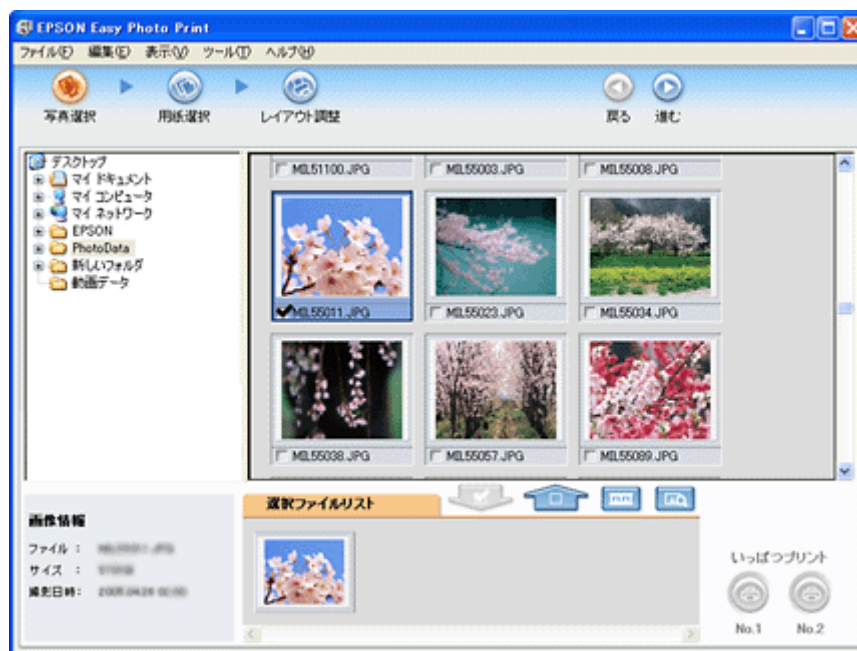 EPSON Easy Photo Print
ファイル(F) 編集(E) 表示(V) ツール(T) ヘルプ(H)
写真選択 用紙選択 レイアウト調整 戻る 進む
デスクトップ
マイ ドキュメント
マイ コンピュータ
マイ ネットワーク
EPSON
PhotoData
新しいフォルダ
動画データ
MIL51100.JPG MIL55003.JPG MIL55008.JPG
MIL55011.JPG MIL55023.JPG MIL55034.JPG
MIL55038.JPG MIL55057.JPG MIL55089.JPG
画像情報
ファイル :
サイズ :
撮影日時:
選択ファイルリスト
いっぱつプリント
No.1 No.2